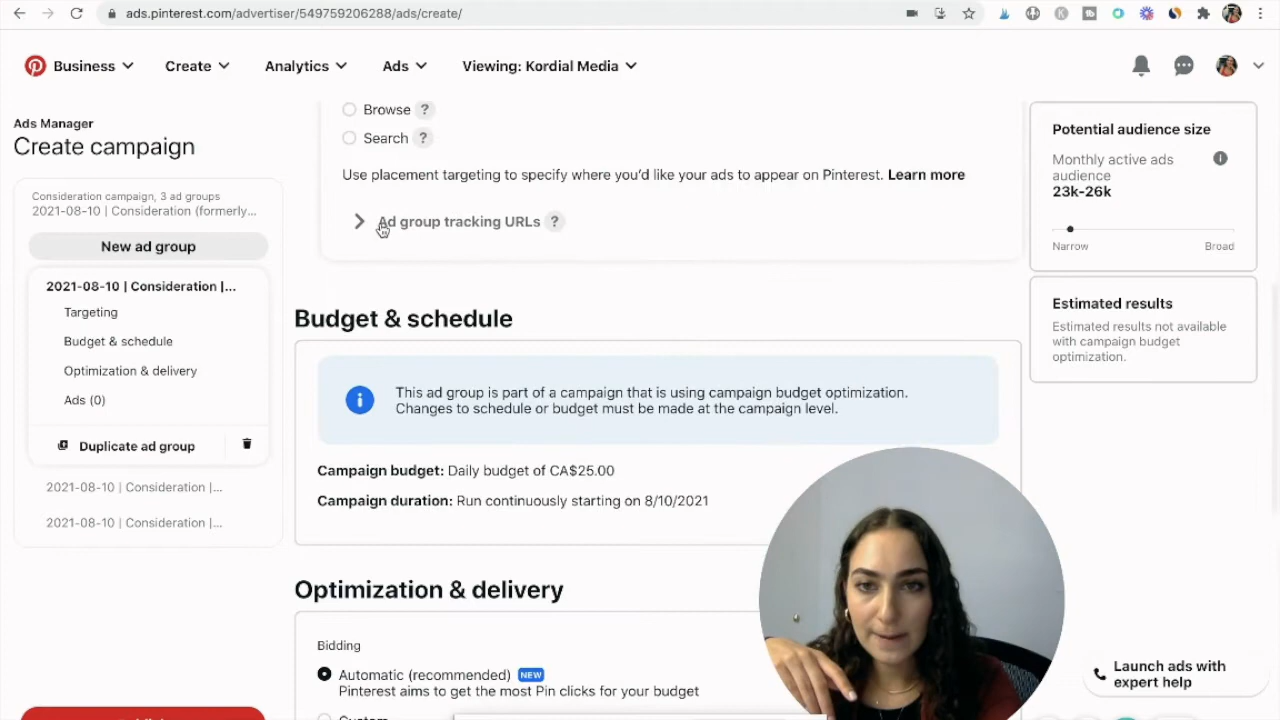 ads.pinterest.com/advertiser/549759206288/ads/create/
Business
Create
Analytics
Ads
Viewing: Kordial Media
Ads Manager
Create campaign
Consideration campaign, 3 ad groups
2021-08-10 | Consideration (formerly...
New ad group
2021-08-10 | Consideration |...
Targeting
Budget & schedule
Optimization & delivery
Ads (0)
Duplicate ad group
2021-08-10 | Consideration |...
2021-08-10 | Consideration |...
Browse ?
Search ?
Use placement targeting to specify where you’d like your ads to appear on Pinterest. Learn more
Ad group tracking URLs ?
Budget & schedule
This ad group is part of a campaign that is using campaign budget optimization.
Changes to schedule or budget must be made at the campaign level.
Campaign budget: Daily budget of CA$25.00
Campaign duration: Run continuously starting on 8/10/2021
Optimization & delivery
Bidding
Automatic (recommended) NEW
Pinterest aims to get the most Pin clicks for your budget
Potential audience size
Monthly active ads
audience
23k-26k
Narrow
Broad
Estimated results
Estimated results not available
with campaign budget
optimization.
Launch ads with
expert help